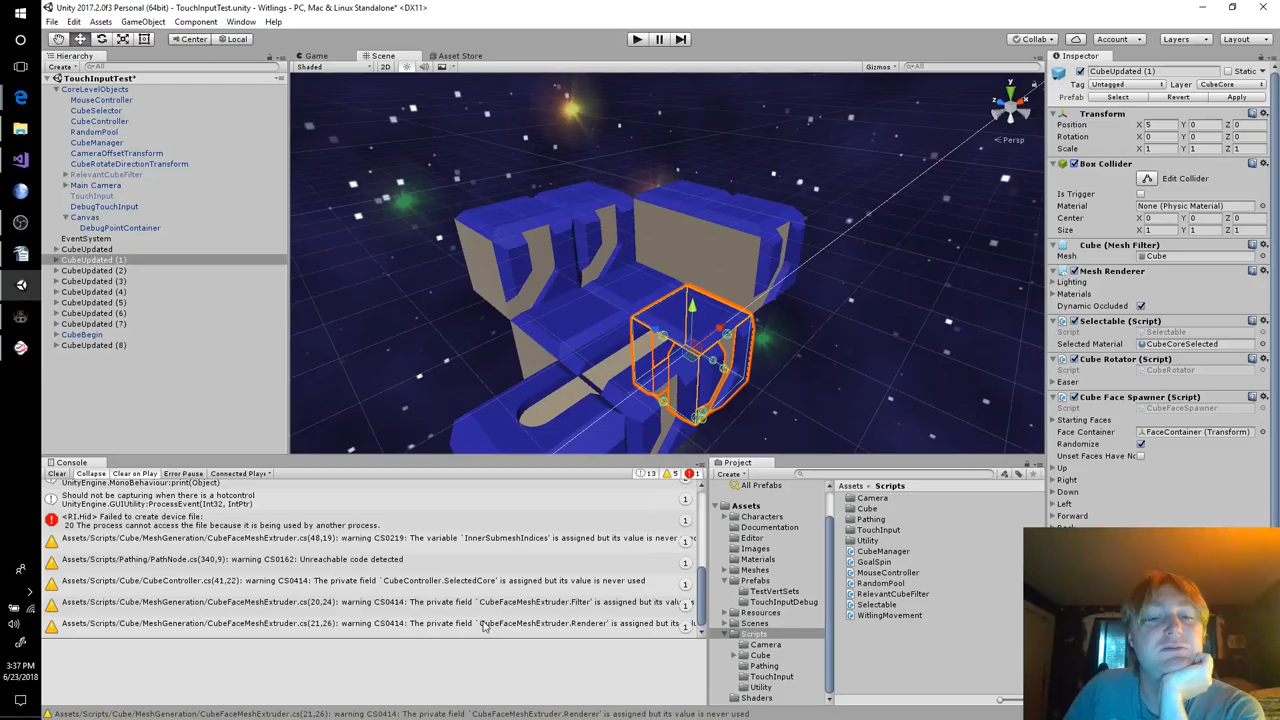 Unity 2017.2.0f3 Personal (64bit) - TouchInputTest.unity - Witlings - PC, Mac & Linux Standalone* <DX11>
File Edit Assets GameObject Component Window Help
Center Local Collab Account Layers Layout
Hierarchy
Create All
TouchInputTest*
CoreLevelObjects
MouseController
CubeSelector
CubeController
RandomPool
CubeManager
CameraOffsetTransform
CubeRotateDirectionTransform
RelevantCubeFilter
Main Camera
TouchInput
DebugTouchInput
Canvas
DebugPointContainer
EventSystem
CubeUpdated
CubeUpdated (1)
CubeUpdated (2)
CubeUpdated (3)
CubeUpdated (4)
CubeUpdated (5)
CubeUpdated (6)
CubeUpdated (7)
CubeBegin
CubeUpdated (8)
Game Scene Asset Store
Shaded 2D Gizmos All
y
z x
Persp
Inspector
CubeUpdated (1) Static
Tag Untagged Layer CubeCore
Prefab Select Revert Apply
Transform
Position X 5 Y 0 Z 0
Rotation X 0 Y 0 Z 0
Scale X 1 Y 1 Z 1
Box Collider
Edit Collider
Is Trigger
Material None (Physic Material)
Center X 0 Y 0 Z 0
Size X 1 Y 1 Z 1
Cube (Mesh Filter)
Mesh Cube
Mesh Renderer
Lighting
Materials
Dynamic Occluded
Selectable (Script)
Script Selectable
Selected Material CubeCoreSelected
Cube Rotator (Script)
Script CubeRotator
Easer
Cube Face Spawner (Script)
Script CubeFaceSpawner
Starting Faces
Face Container FaceContainer (Transform)
Randomize
Unset Faces Have No
Up
Right
Down
Left
Forward
Console
Clear Collapse Clear on Play Error Pause Connected Play 13 5 1
UnityEngine.MonoBehaviour:print(Object)
Should not be capturing when there is a hotcontrol
UnityEngine.GUIUtility:ProcessEvent(Int32, IntPtr) 1
<RI.Hid> Failed to create device file:
20 The process cannot access the file because it is being used by another process. 1
Assets/Scripts/Cube/MeshGeneration/CubeFaceMeshExtruder.cs(48,19): warning CS0219: The variable `InnerSubmeshIndices' is assigned but its value is never 1
Assets/Scripts/Pathing/PathNode.cs(340,9): warning CS0162: Unreachable code detected 1
Assets/Scripts/Cube/CubeController.cs(41,22): warning CS0414: The private field `CubeController.SelectedCore' is assigned but its value is never used 1
Assets/Scripts/Cube/MeshGeneration/CubeFaceMeshExtruder.cs(20,24): warning CS0414: The private field `CubeFaceMeshExtruder.Filter' is assigned but its 1
Assets/Scripts/Cube/MeshGeneration/CubeFaceMeshExtruder.cs(21,26): warning CS0414: The private field `CubeFaceMeshExtruder.Renderer' is assigned but its 1
Project
Create
All Prefabs
Assets
Characters
Documentation
Editor
Images
Materials
Meshes
Prefabs
TestVertSets
TouchInputDebug
Resources
Scenes
Scripts
Camera
Cube
Pathing
TouchInput
Utility
Shaders
Assets Scripts
Camera
Cube
Pathing
TouchInput
Utility
CubeManager
GoalSpin
MouseController
RandomPool
RelevantCubeFilter
Selectable
WitlingMovement
3:37 PM
6/23/2018
Assets/Scripts/Cube/MeshGeneration/CubeFaceMeshExtruder.cs(21,26): warning CS0414: The private field `CubeFaceMeshExtruder.Renderer' is assigned but its value is never used